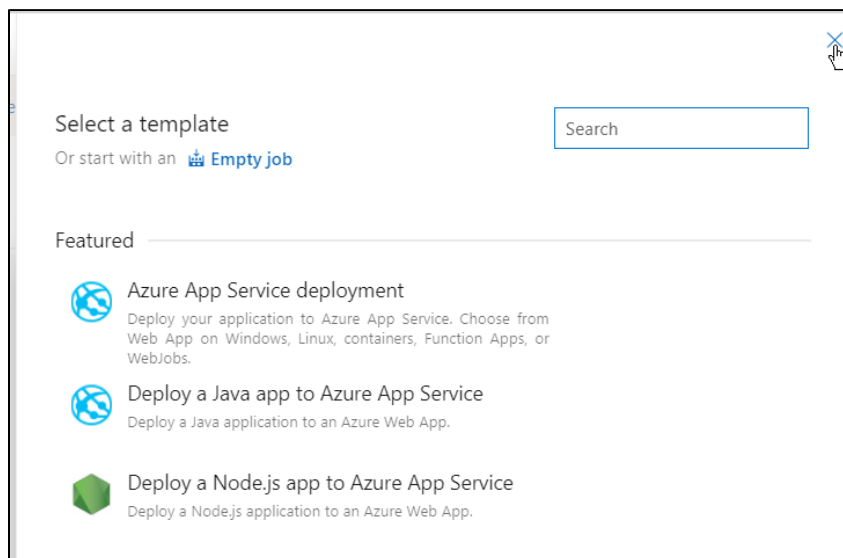 e
Select a template
Search
Or start with an Empty job
Featured
Azure App Service deployment
Deploy your application to Azure App Service. Choose from
Web App on Windows, Linux, containers, Function Apps, or
WebJobs.
Deploy a Java app to Azure App Service
Deploy a Java application to an Azure Web App.
Deploy a Node.js app to Azure App Service
Deploy a Node.js application to an Azure Web App.